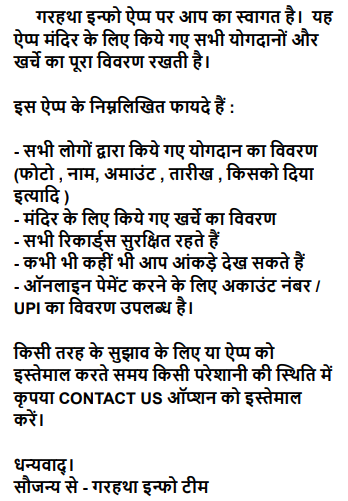 गरहथा इन्फो ऐप्प पर आप का स्वागत है।  यह
ऐप्प मंदिर के लिए किये गए सभी योगदानों और
खर्चे का पूरा विवरण रखती है।
इस ऐप्प के निम्नलिखित फायदे हैं :
- सभी लोगों द्वारा किये गए योगदान का विवरण
(फोटो , नाम, अमाउंट , तारीख , किसको दिया
इत्यादि )
- मंदिर के लिए किये गए खर्चे का विवरण
- सभी रिकार्ड्स सुरक्षित रहते हैं
- कभी भी कहीं भी आप आंकड़े देख सकते हैं
- ऑनलाइन पेमेंट करने के लिए अकाउंट नंबर /
UPI का विवरण उपलब्ध है।
किसी तरह के सुझाव के लिए या ऐप्प को
इस्तेमाल करते समय किसी परेशानी की स्थिति में
कृपया CONTACT US ऑप्शन को इस्तेमाल
करें।
धन्यवाद्।
सौजन्य से - गरहथा इन्फो टीम